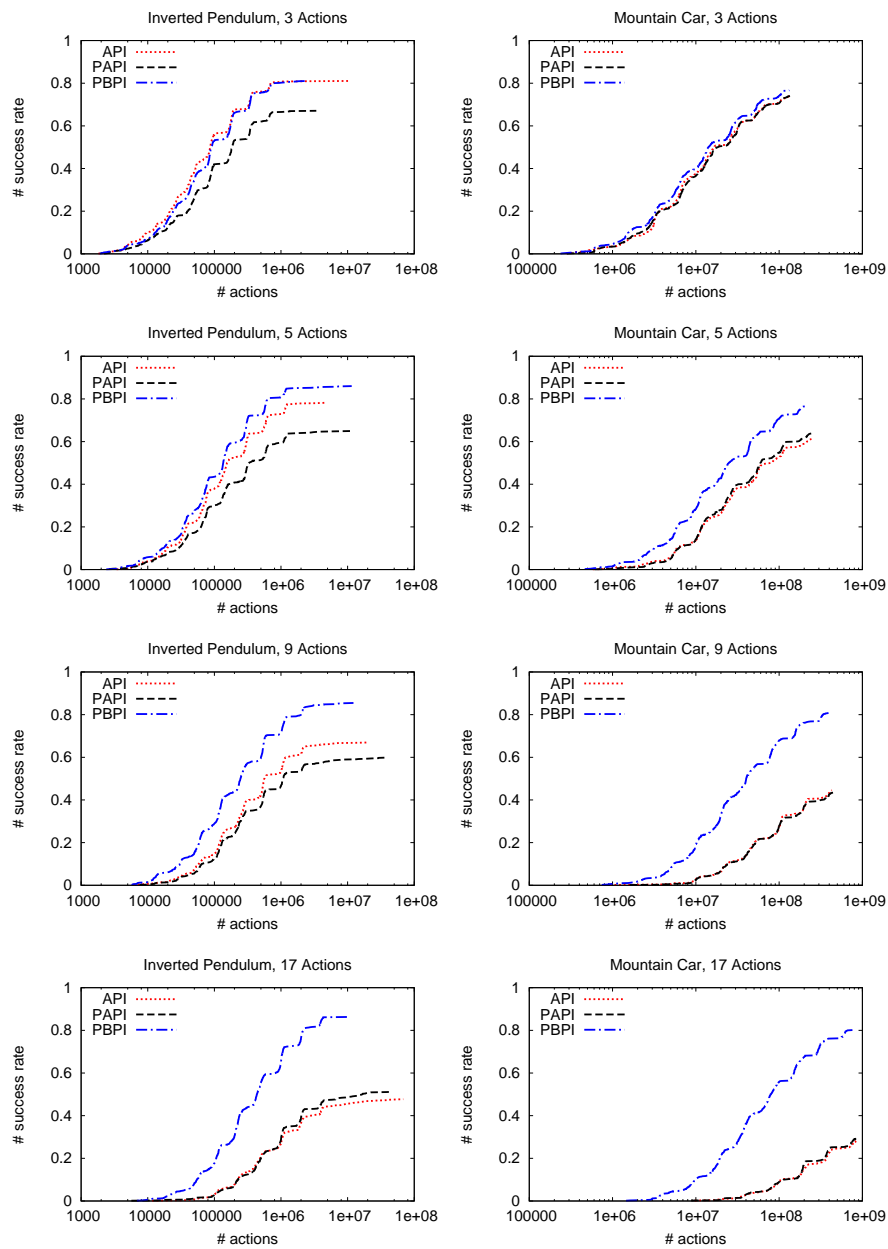 Inverted Pendulum, 3 Actions
1
0.8
0.6
0.4
0.2
0
# success rate
API
PAPI
PBPI
1000 10000 100000 1e+06 1e+07 1e+08
# actions
Mountain Car, 3 Actions
1
0.8
0.6
0.4
0.2
0
# success rate
API
PAPI
PBPI
100000 1e+06 1e+07 1e+08 1e+09
# actions
Inverted Pendulum, 5 Actions
1
0.8
0.6
0.4
0.2
0
# success rate
API
PAPI
PBPI
1000 10000 100000 1e+06 1e+07 1e+08
# actions
Mountain Car, 5 Actions
1
0.8
0.6
0.4
0.2
0
# success rate
API
PAPI
PBPI
100000 1e+06 1e+07 1e+08 1e+09
# actions
Inverted Pendulum, 9 Actions
1
0.8
0.6
0.4
0.2
0
# success rate
API
PAPI
PBPI
1000 10000 100000 1e+06 1e+07 1e+08
# actions
Mountain Car, 9 Actions
1
0.8
0.6
0.4
0.2
0
# success rate
API
PAPI
PBPI
100000 1e+06 1e+07 1e+08 1e+09
# actions
Inverted Pendulum, 17 Actions
1
0.8
0.6
0.4
0.2
0
# success rate
API
PAPI
PBPI
1000 10000 100000 1e+06 1e+07 1e+08
# actions
Mountain Car, 17 Actions
1
0.8
0.6
0.4
0.2
0
# success rate
API
PAPI
PBPI
100000 1e+06 1e+07 1e+08 1e+09
# actions